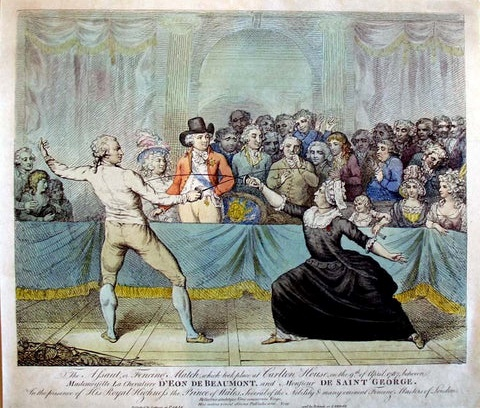 The Assaut, or Fencing Match, which took place at Carlton House, on the 9th of April 1787, between
Mademoiselle La Chevaliere D'EON DE BEAUMONT, and Monsieur DE SAINT GEORGE.
In the presence of His Royal Highness the Prince of Wales, Several of the Nobility & many eminent Fencing Masters of London.